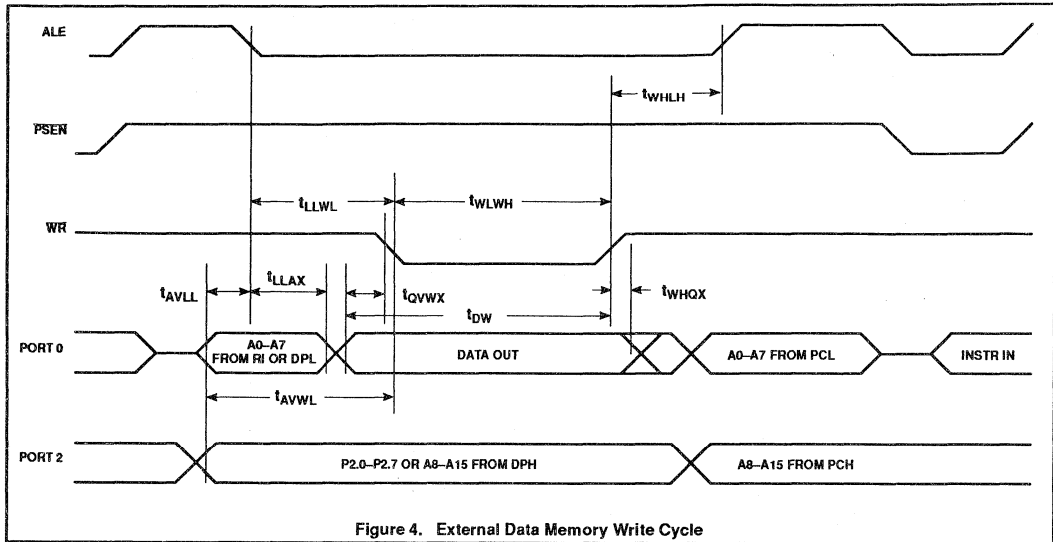 ALE
tWHLH
PSEN
tLLWL
tWLWH
WR
tAVLL
tLLAX
tQVWX
tWHQX
tDW
PORT 0
A0–A7
FROM RI OR DPL
DATA OUT
A0–A7 FROM PCL
INSTR IN
tAVWL
PORT 2
P2.0–P2.7 OR A8–A15 FROM DPH
A8–A15 FROM PCH
Figure 4. External Data Memory Write Cycle